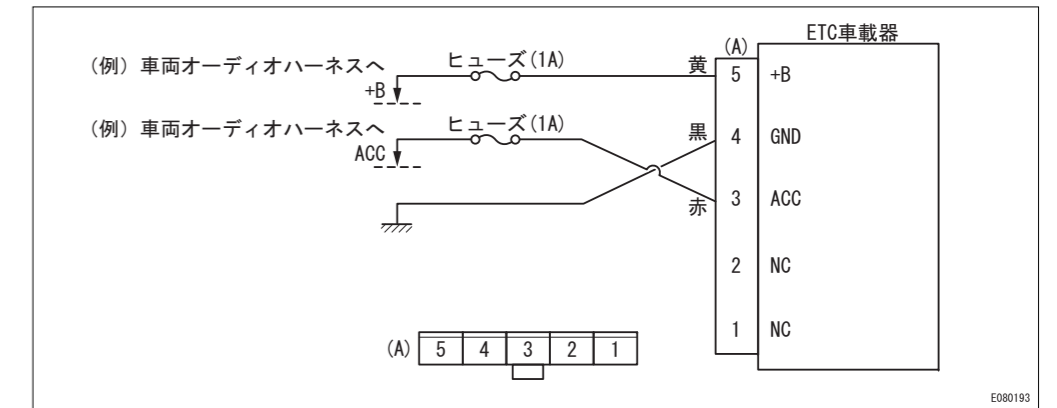 ETC車載器
(A)
(例) 車両オーディオハーネスへ ヒューズ(1A) 黄 5 +B
+B
(例) 車両オーディオハーネスへ ヒューズ(1A) 黒 4 GND
ACC
赤 3 ACC
2 NC
1 NC
(A) 5 4 3 2 1
E080193